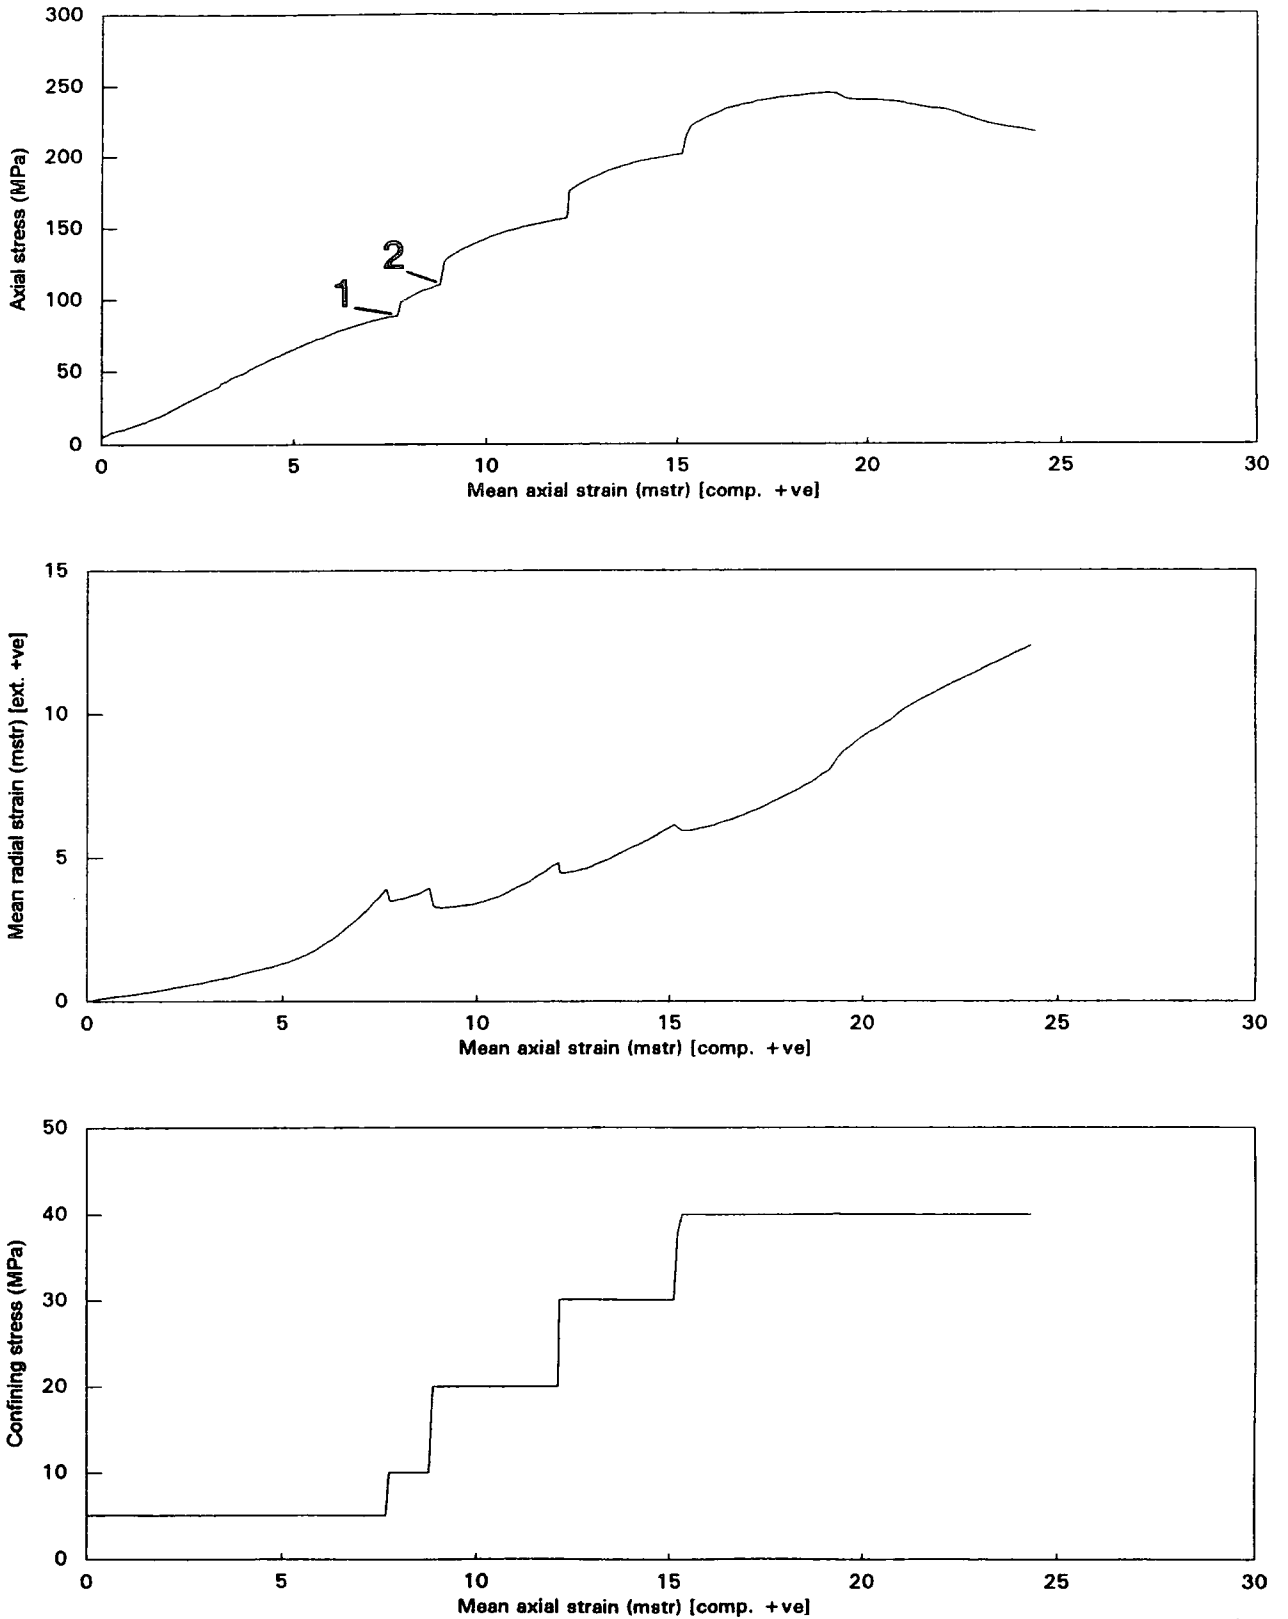 300
250
200
150
100
50
0
Axial stress (MPa)
2
1
0 5 10 15 20 25 30
Mean axial strain (mstr) [comp. +ve]
15
10
5
0
Mean radial strain (mstr) [ext. +ve]
0 5 10 15 20 25 30
Mean axial strain (mstr) [comp. +ve]
50
40
30
20
10
0
Confining stress (MPa)
0 5 10 15 20 25 30
Mean axial strain (mstr) [comp. +ve]